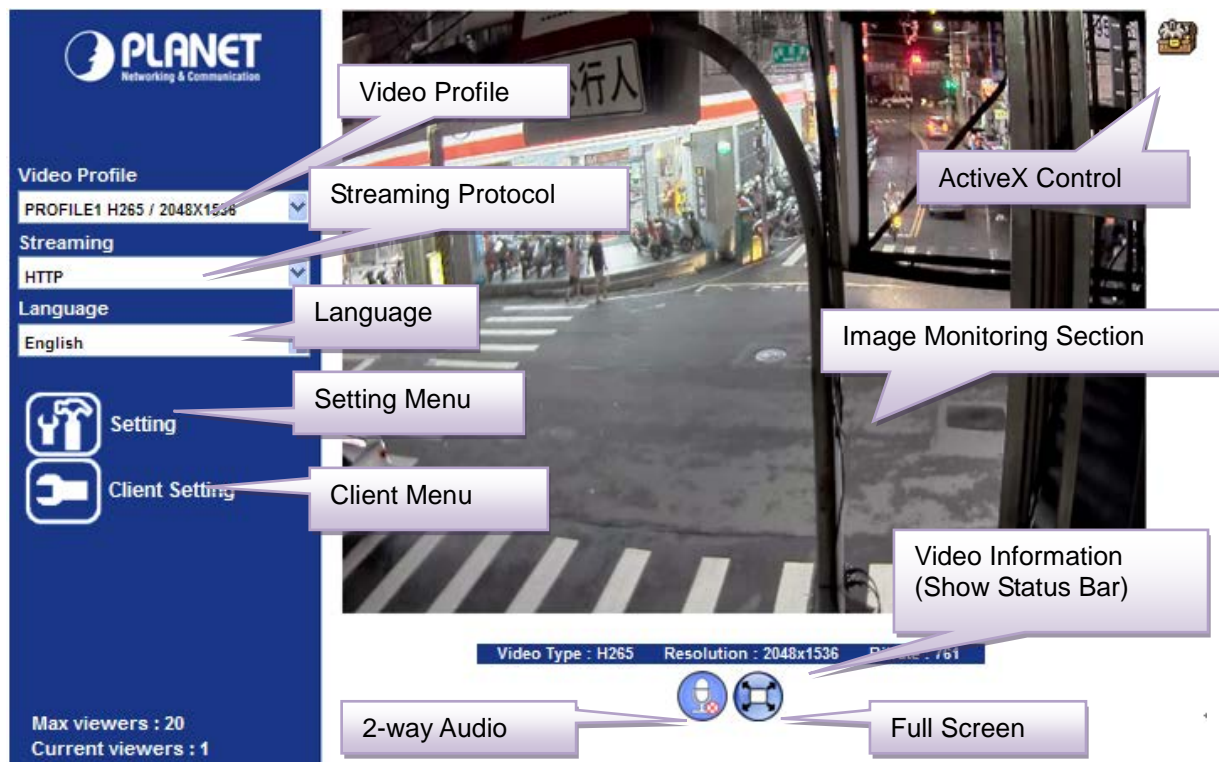 PLANET
Networking & Communication
Video Profile
Video Profile
PROFILE1 H265 / 2048X1536
Streaming Protocol
Streaming
HTTP
Language
Language
English
Setting Menu
Setting
Client Menu
Client Setting
行人
ActiveX Control
Image Monitoring Section
Video Information
(Show Status Bar)
Video Type : H265 Resolution : 2048x1536 : 761
2-way Audio
Full Screen
Max viewers : 20
Current viewers : 1